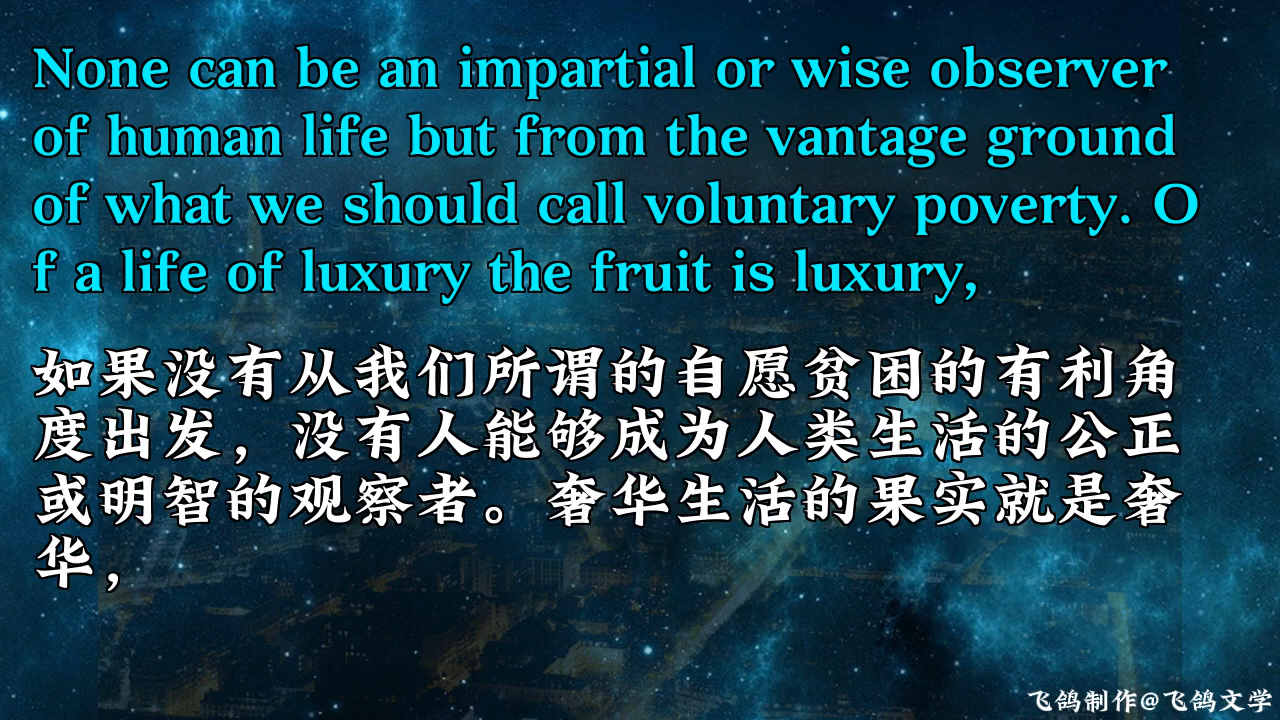 None can be an impartial or wise observer
of human life but from the vantage ground
of what we should call voluntary poverty. O
f a life of luxury the fruit is luxury,
如果没有从我们所谓的自愿贫困的有利角
度出发，没有人能够成为人类生活的公正
或明智的观察者。奢华生活的果实就是奢
华，
飞鸽制作@飞鸽文学